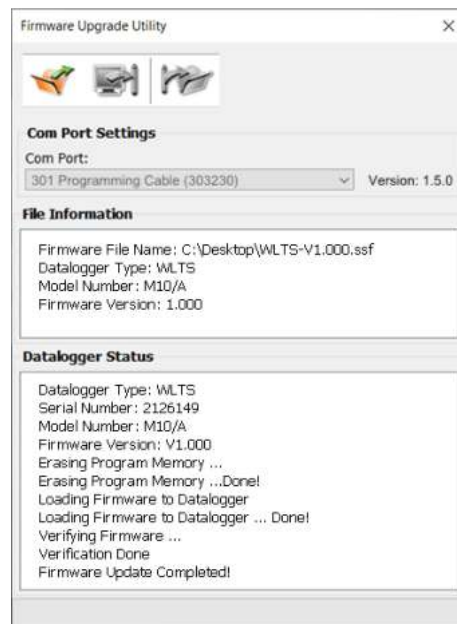 Firmware Upgrade Utility
Com Port Settings
Com Port:
301 Programming Cable (303230)
Version: 1.5.0
File Information
Firmware File Name: C:\Desktop\WLTS-V1.000.ssf
Datalogger Type: WLTS
Model Number: M10/A
Firmware Version: 1.000
Datalogger Status
Datalogger Type: WLTS
Serial Number: 2126149
Model Number: M10/A
Firmware Version: V1.000
Erasing Program Memory ...
Erasing Program Memory ...Done!
Loading Firmware to Datalogger
Loading Firmware to Datalogger ... Done!
Verifying Firmware ...
Verification Done
Firmware Update Completed!